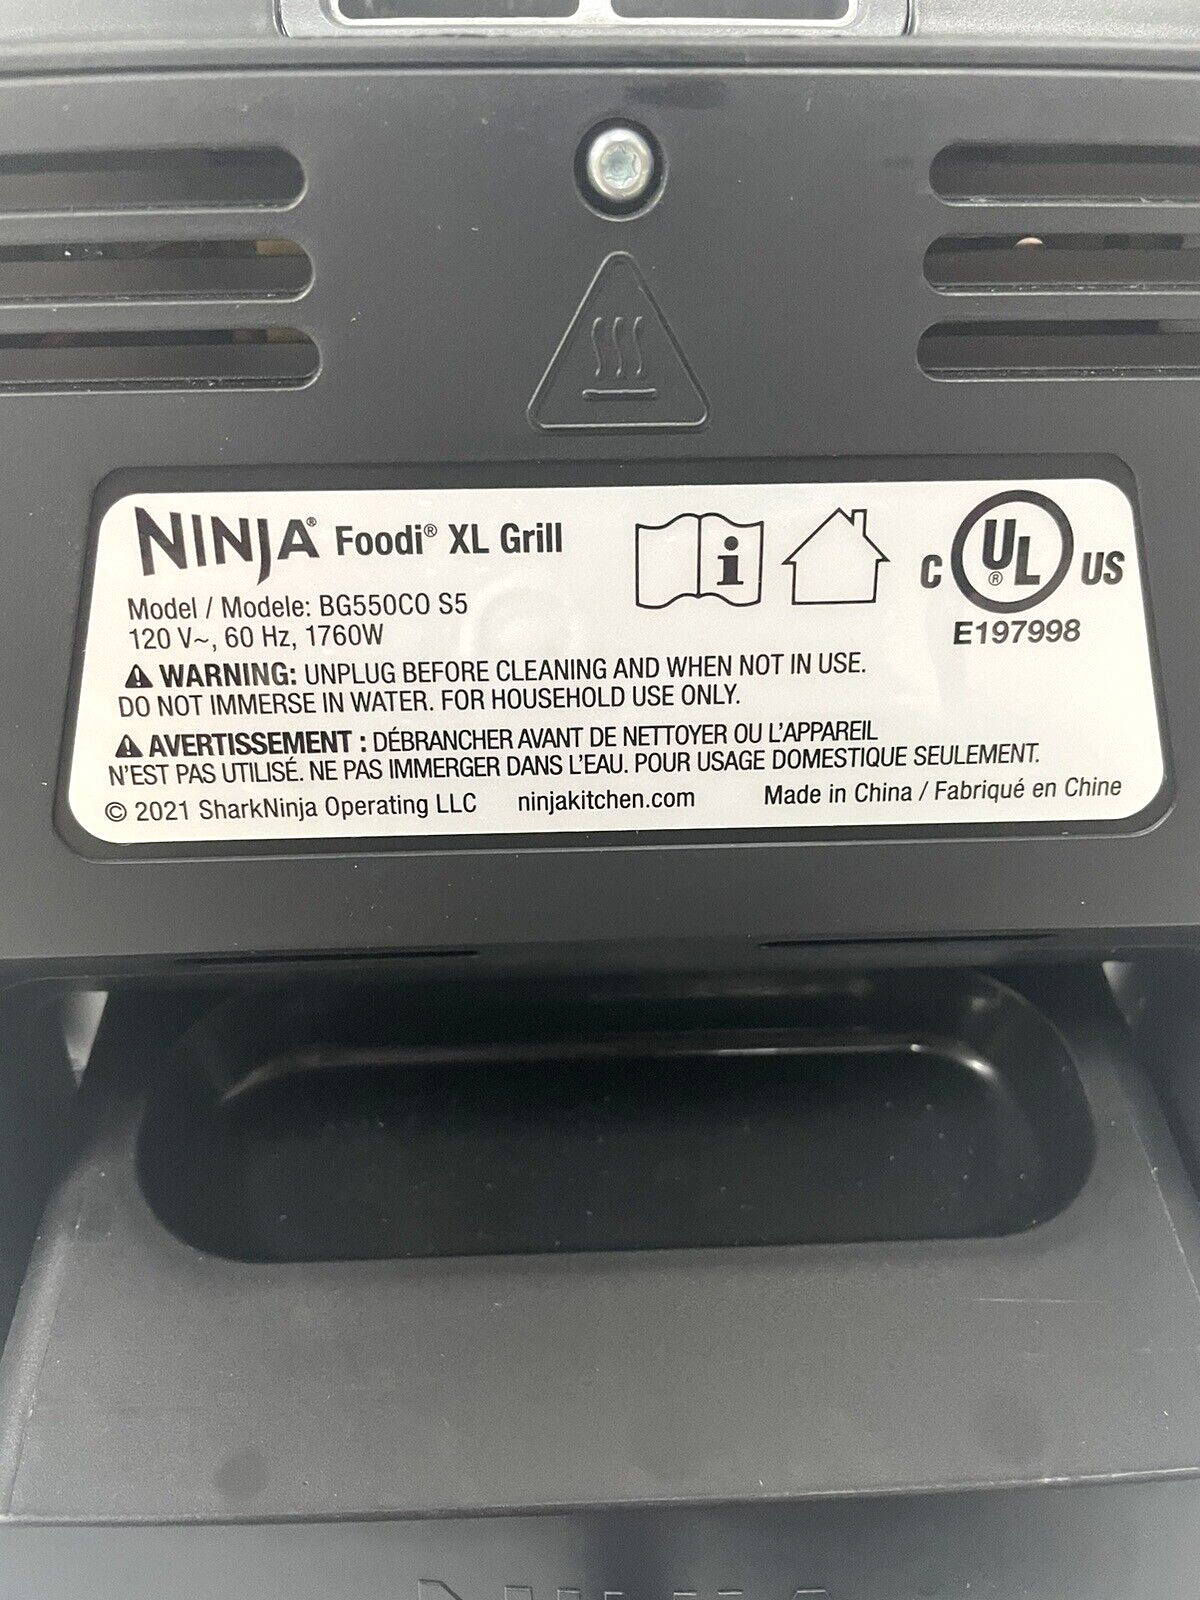 NINJA® Foodi® XL Grill
Model / Modele: BG550CO S5
120 V~, 60 Hz, 1760W
C UL® US
E197998
⚠ WARNING: UNPLUG BEFORE CLEANING AND WHEN NOT IN USE.
DO NOT IMMERSE IN WATER. FOR HOUSEHOLD USE ONLY.
⚠ AVERTISSEMENT : DÉBRANCHER AVANT DE NETTOYER OU L'APPAREIL
N'EST PAS UTILISÉ. NE PAS IMMERGER DANS L'EAU. POUR USAGE DOMESTIQUE SEULEMENT.
© 2021 SharkNinja Operating LLC ninjakitchen.com Made in China / Fabriqué en Chine